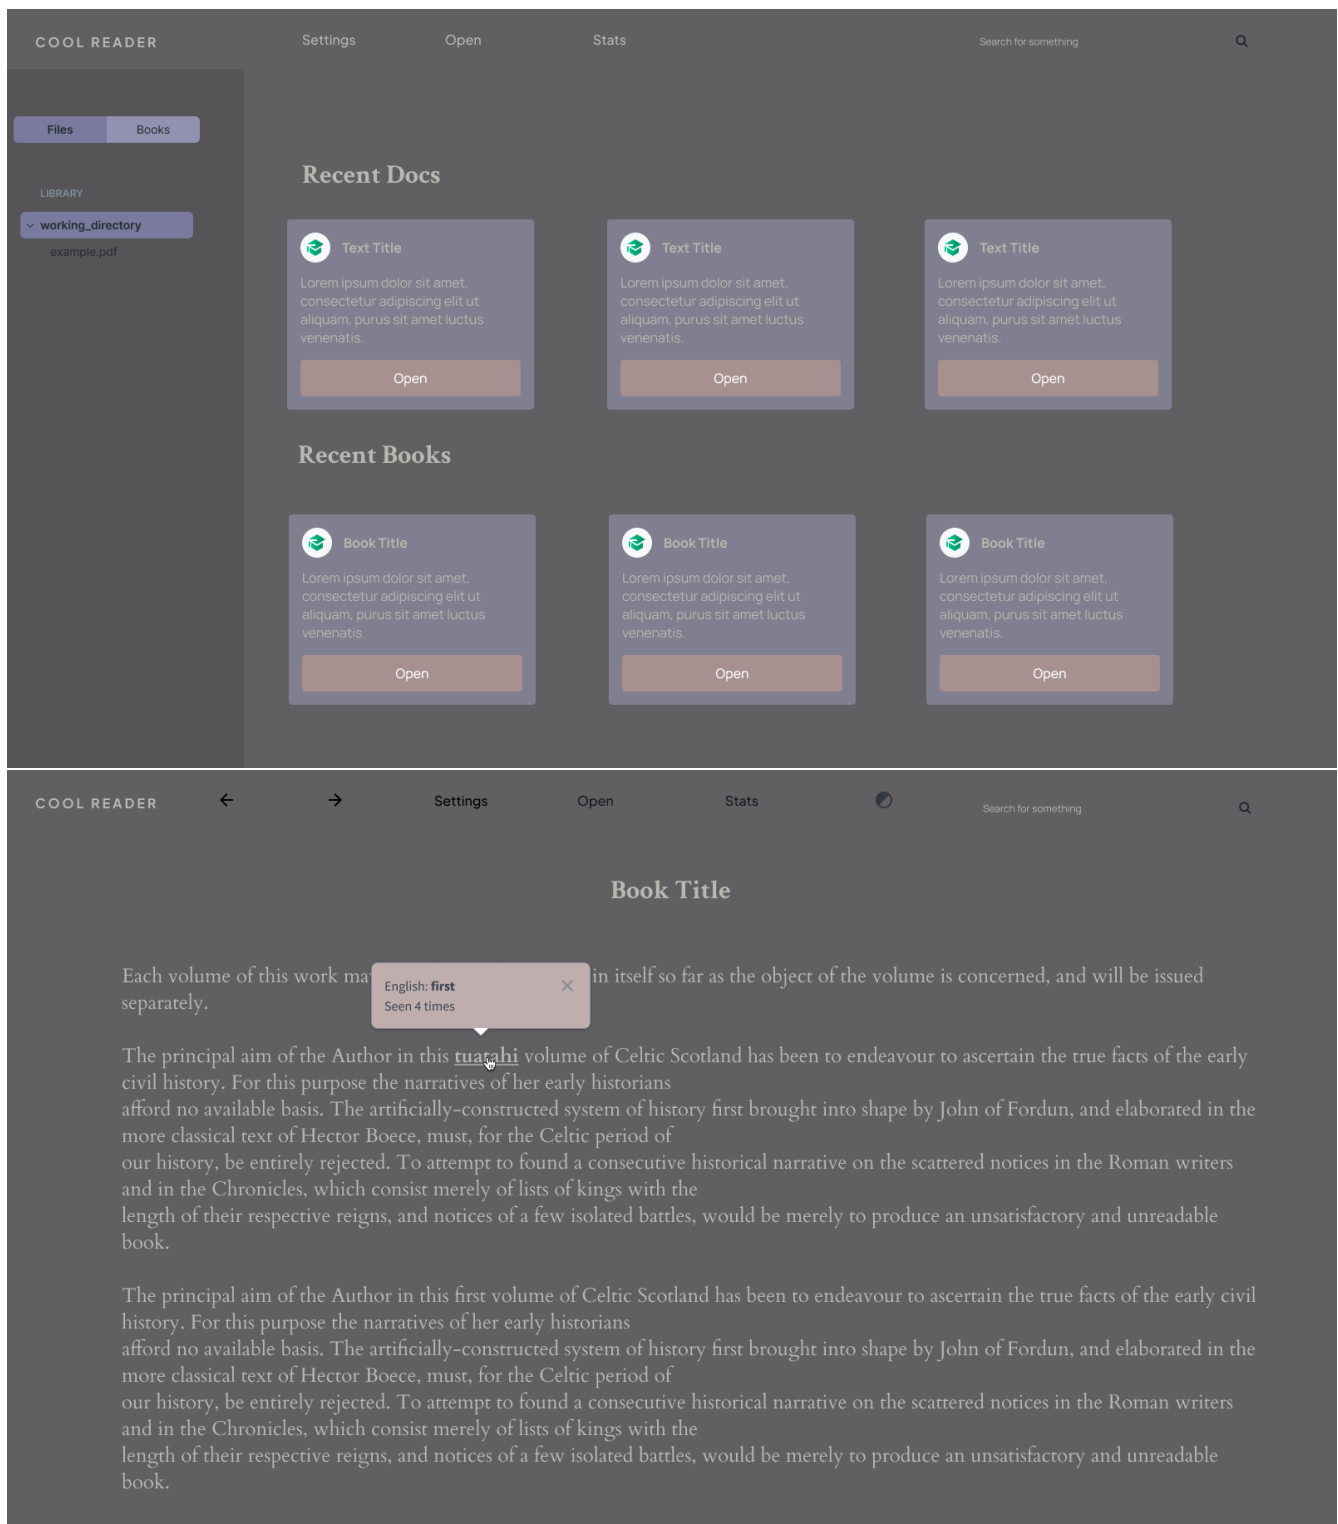 COOL READER
Settings
Open
Stats
Search for something
Files
Books
LIBRARY
working_directory
example.pdf
Recent Docs
Text Title
Lorem ipsum dolor sit amet,
consectetur adipiscing elit ut
aliquam, purus sit amet luctus
venenatis.
Open
Text Title
Lorem ipsum dolor sit amet,
consectetur adipiscing elit ut
aliquam, purus sit amet luctus
venenatis.
Open
Text Title
Lorem ipsum dolor sit amet,
consectetur adipiscing elit ut
aliquam, purus sit amet luctus
venenatis.
Open
Recent Books
Book Title
Lorem ipsum dolor sit amet,
consectetur adipiscing elit ut
aliquam, purus sit amet luctus
venenatis.
Open
Book Title
Lorem ipsum dolor sit amet,
consectetur adipiscing elit ut
aliquam, purus sit amet luctus
venenatis.
Open
Book Title
Lorem ipsum dolor sit amet,
consectetur adipiscing elit ut
aliquam, purus sit amet luctus
venenatis.
Open
COOL READER
Settings
Open
Stats
Search for something
Book Title
Each volume of this work in itself so far as the object of the volume is concerned, and will be issued
separately.
English: first
Seen 4 times
The principal aim of the Author in this tuatahi volume of Celtic Scotland has been to endeavour to ascertain the true facts of the early
civil history. For this purpose the narratives of her early historians
afford no available basis. The artificially-constructed system of history first brought into shape by John of Fordun, and elaborated in the
more classical text of Hector Boece, must, for the Celtic period of
our history, be entirely rejected. To attempt to found a consecutive historical narrative on the scattered notices in the Roman writers
and in the Chronicles, which consist merely of lists of kings with the
length of their respective reigns, and notices of a few isolated battles, would be merely to produce an unsatisfactory and unreadable
book.
The principal aim of the Author in this first volume of Celtic Scotland has been to endeavour to ascertain the true facts of the early civil
history. For this purpose the narratives of her early historians
afford no available basis. The artificially-constructed system of history first brought into shape by John of Fordun, and elaborated in the
more classical text of Hector Boece, must, for the Celtic period of
our history, be entirely rejected. To attempt to found a consecutive historical narrative on the scattered notices in the Roman writers
and in the Chronicles, which consist merely of lists of kings with the
length of their respective reigns, and notices of a few isolated battles, would be merely to produce an unsatisfactory and unreadable
book.